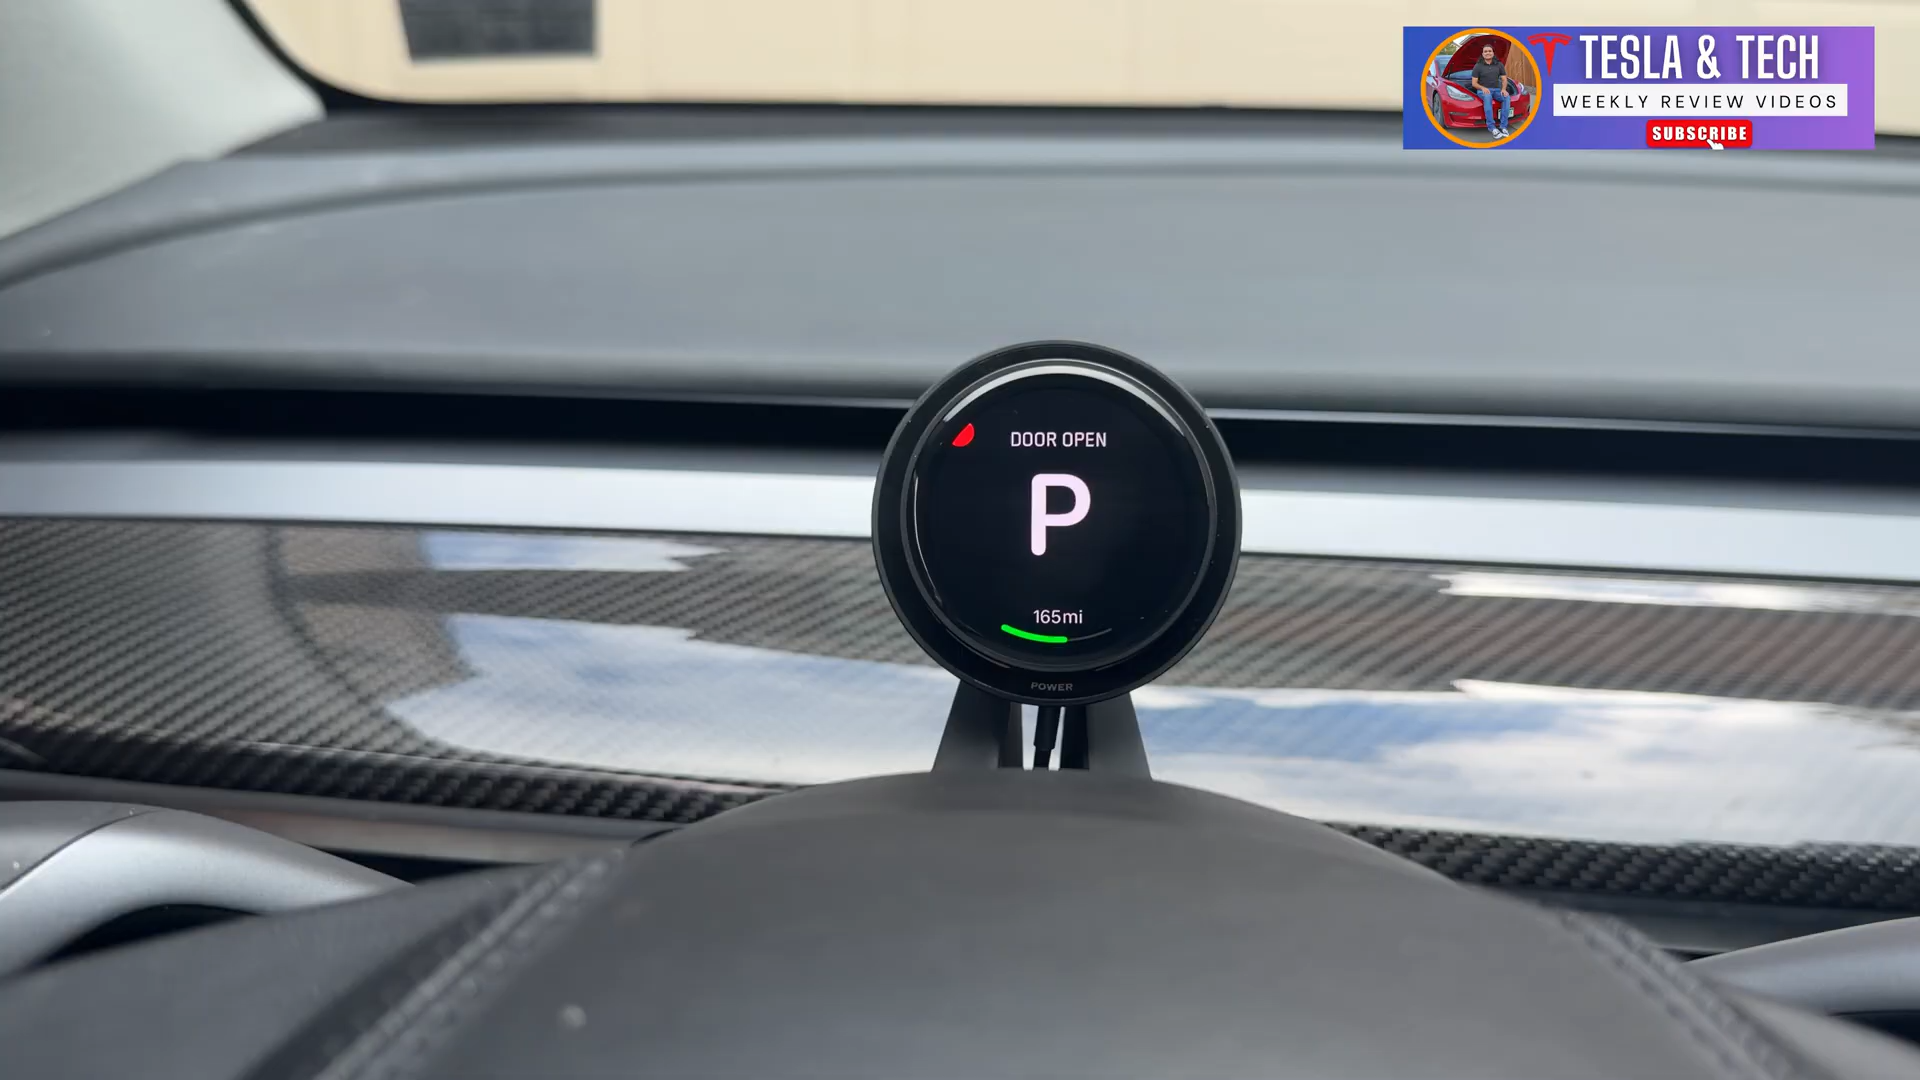 TESLA & TECH
WEEKLY REVIEW VIDEOS
SUBSCRIBE
DOOR OPEN
P
165mi
POWER